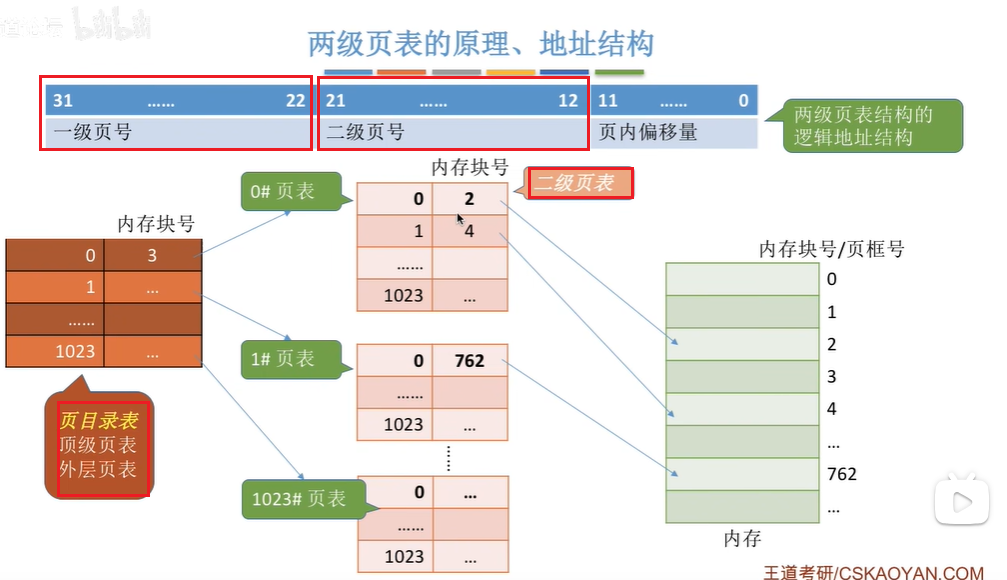 bilibili
两级页表的原理、地址结构
31 …… 22 21 …… 12 11 …… 0
一级页号 二级页号 页内偏移量
两级页表结构的
逻辑地址结构
内存块号
0# 页表
二级页表
0 2
1 4
……
1023 ...
内存块号
0 3
1 ...
……
1023 ...
页目录表
顶级页表
外层页表
1# 页表
0 762
……
1023 ...
1023# 页表
0 ...
……
1023 ...
内存块号/页框号
0
1
2
3
4
...
762
...
内存
王道考研/CSKAOYAN.COM